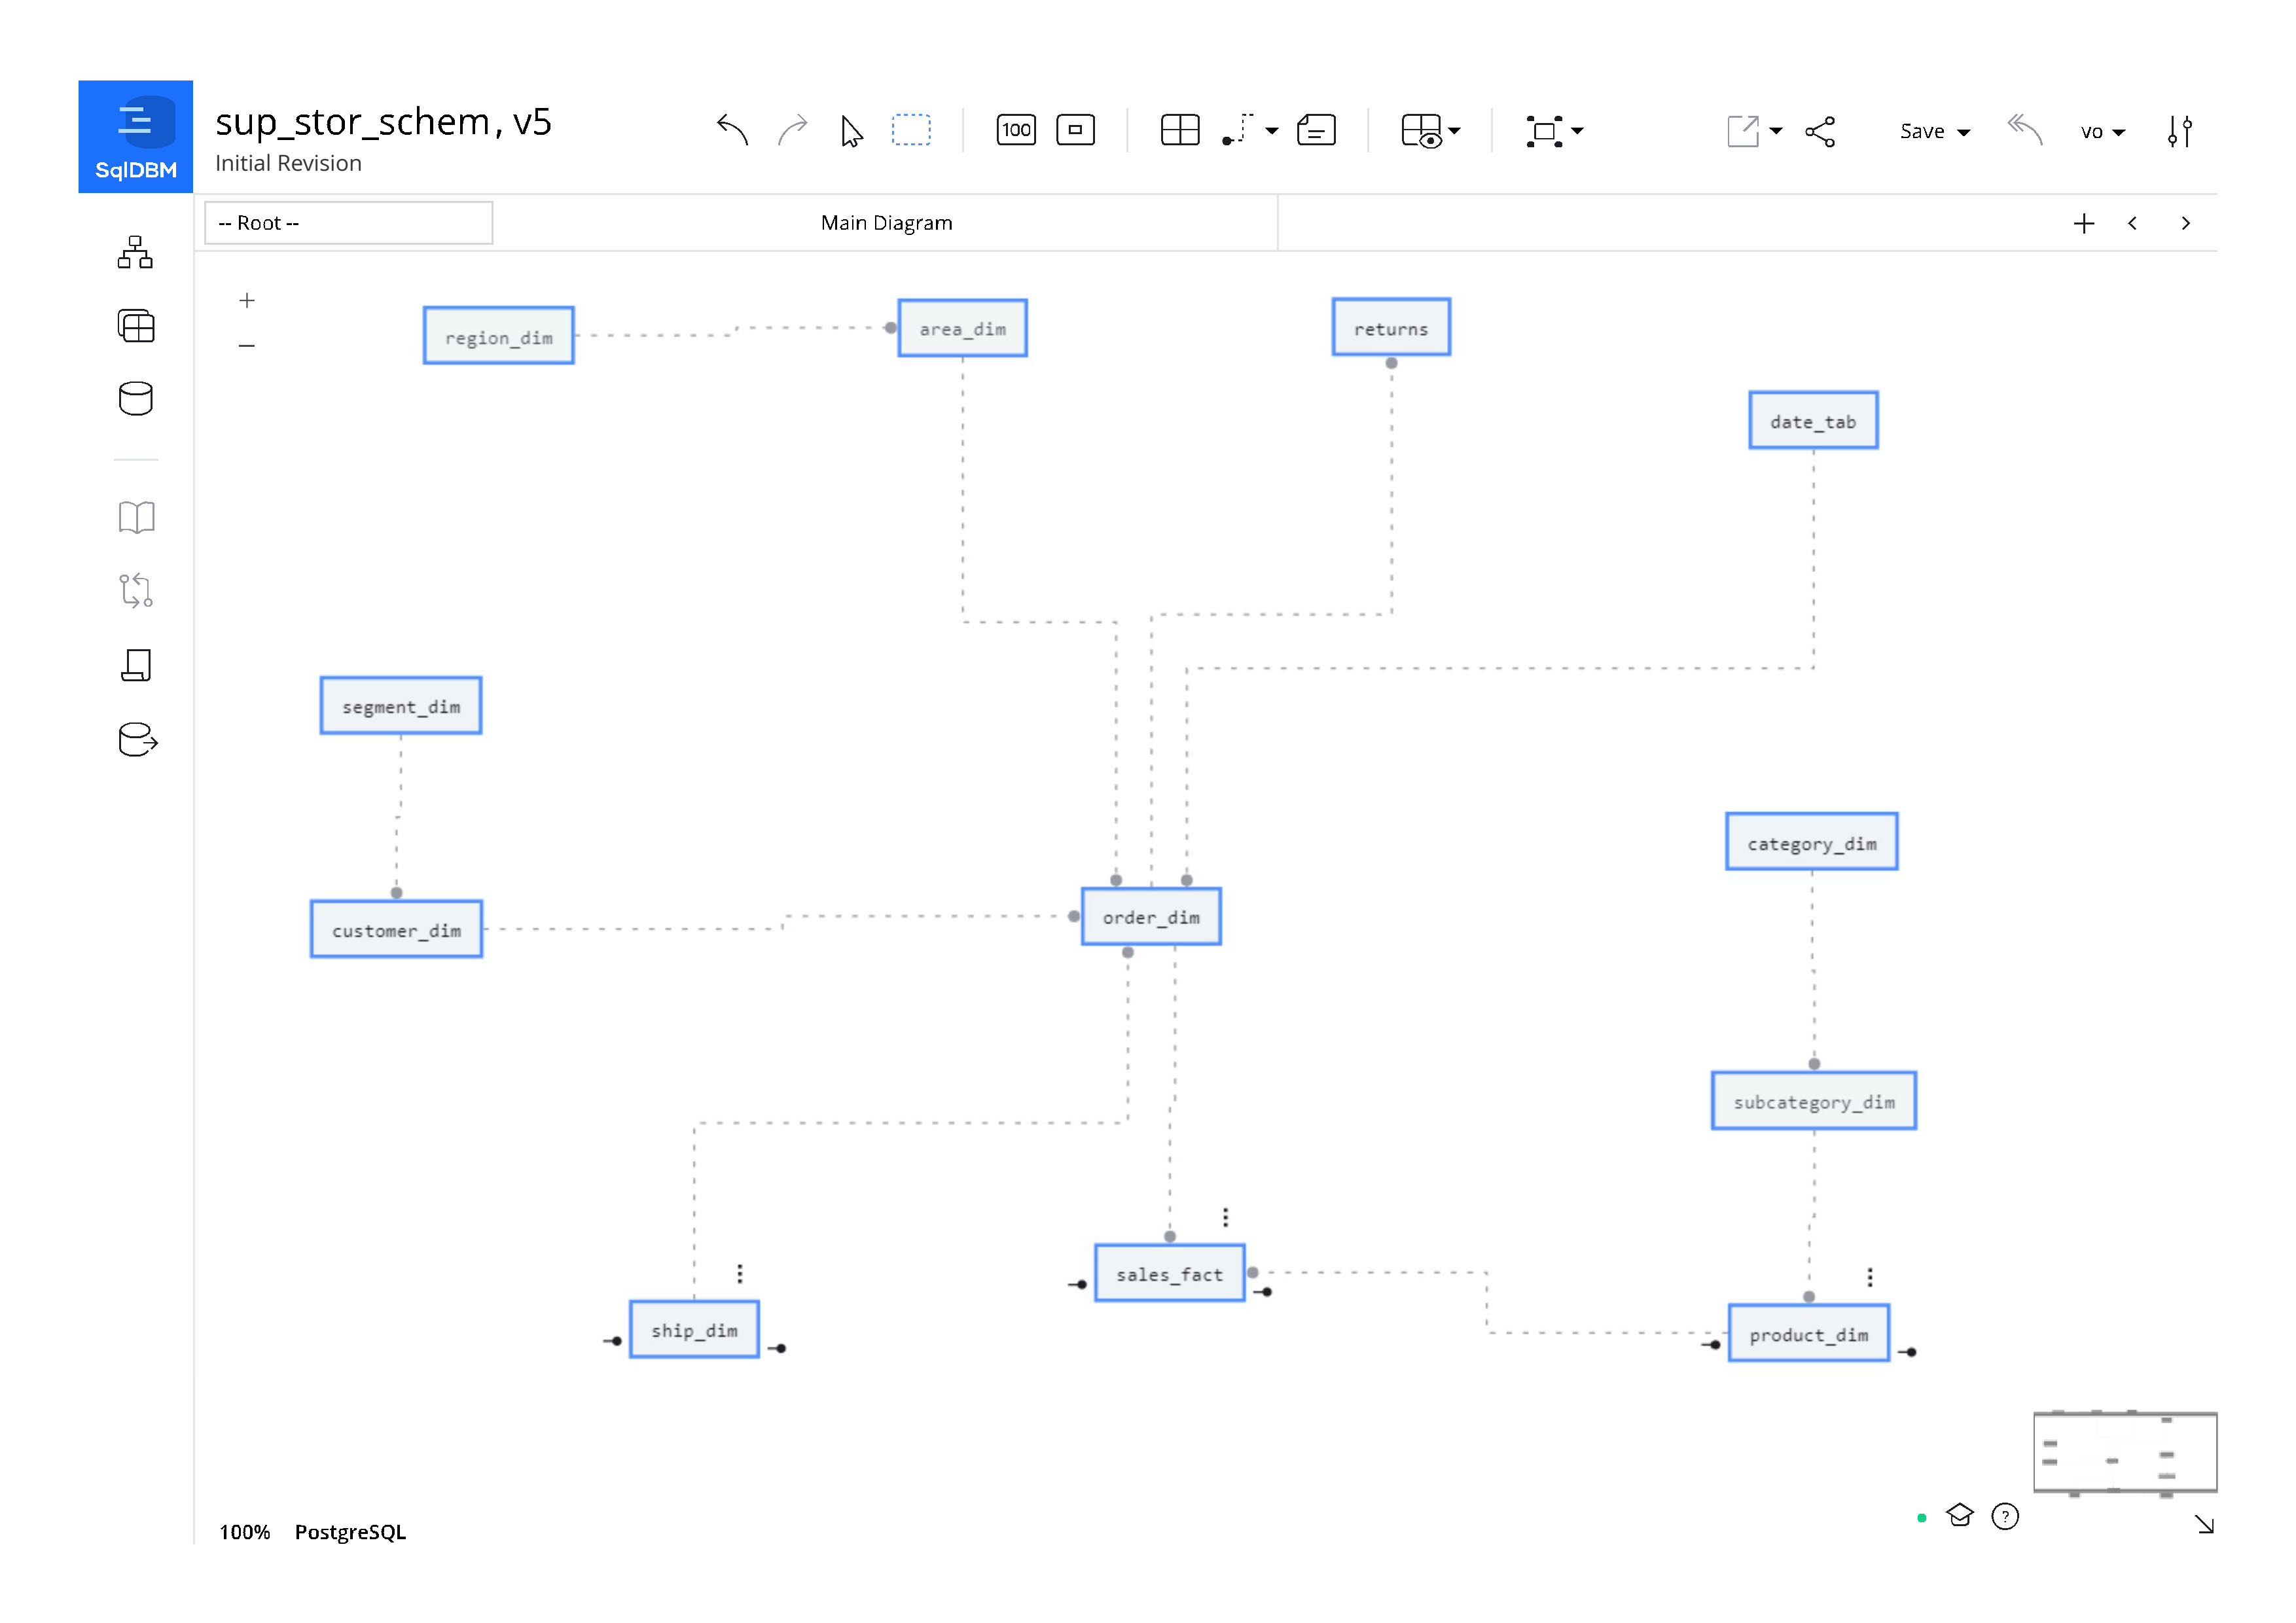 sup_stor_schem, v5
Initial Revision
SqlDBM
100
Save
vo
-- Root --
Main Diagram
region_dim
area_dim
returns
date_tab
segment_dim
category_dim
customer_dim
order_dim
subcategory_dim
sales_fact
ship_dim
product_dim
100% PostgreSQL
?